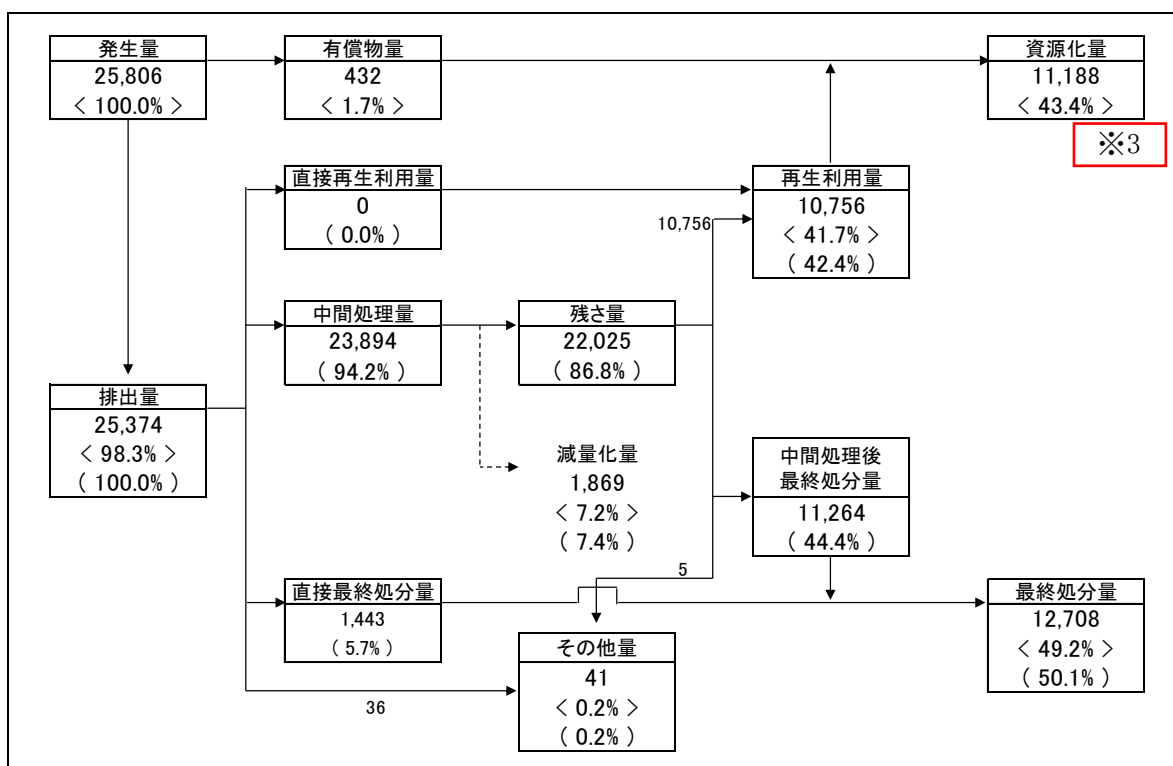 発生量
25,806
< 100.0% >
有償物量
432
< 1.7% >
資源化量
11,188
< 43.4% >
※3
直接再生利用量
0
( 0.0% )
10,756
再生利用量
10,756
< 41.7% >
( 42.4% )
中間処理量
23,894
( 94.2% )
残さ量
22,025
( 86.8% )
排出量
25,374
< 98.3% >
( 100.0% )
減量化量
1,869
< 7.2% >
( 7.4% )
中間処理後
最終処分量
11,264
( 44.4% )
5
直接最終処分量
1,443
( 5.7% )
最終処分量
12,708
< 49.2% >
( 50.1% )
その他量
41
< 0.2% >
( 0.2% )
36